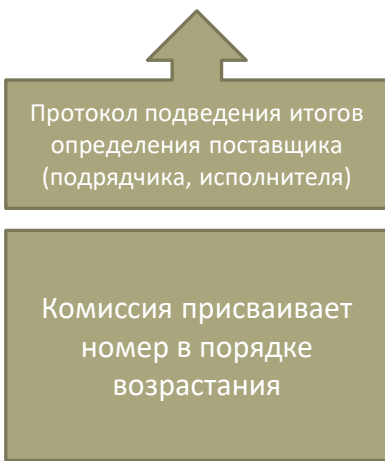 Протокол подведения итогов
определения поставщика
(подрядчика, исполнителя)
Комиссия присваивает
номер в порядке
возрастания